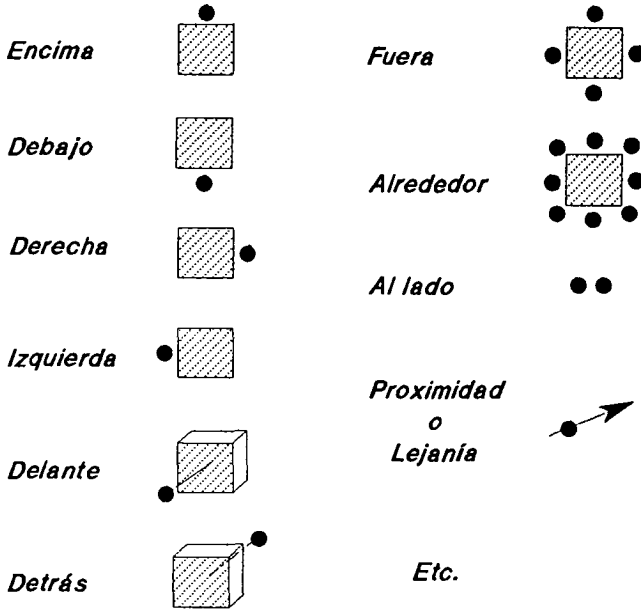 Encima
Debajo
Derecha
Izquierda
Delante
Detrás
Fuera
Alrededor
Al lado
Proximidad
o
Lejanía
Etc.